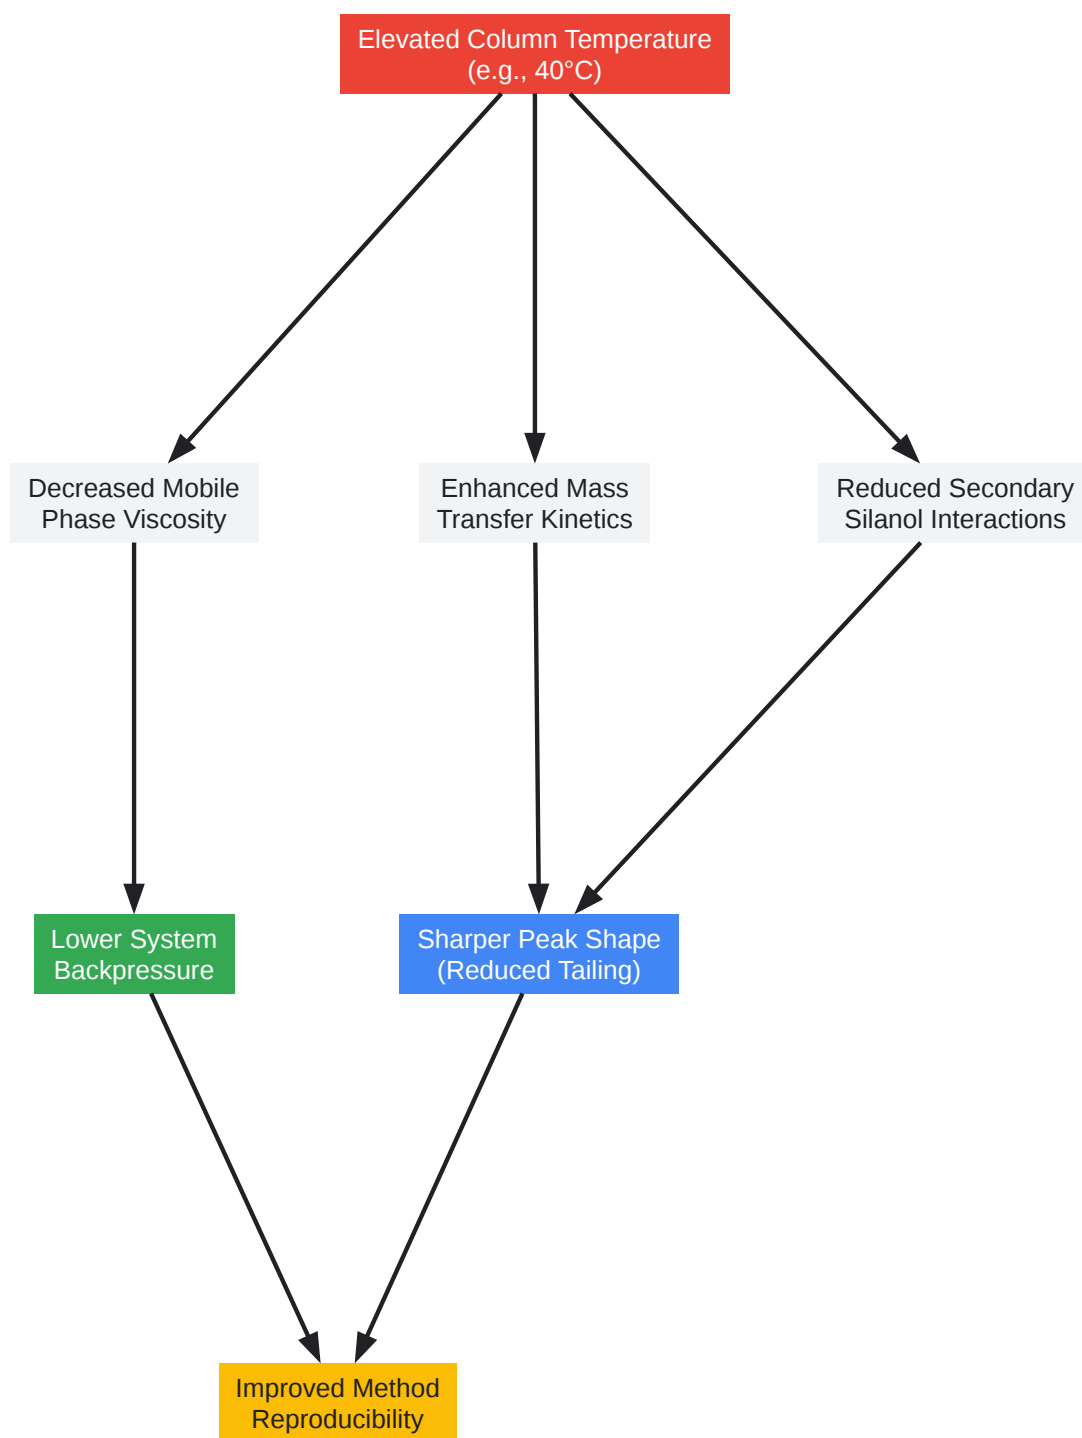 Elevated Column Temperature
(e.g., 40°C)
Decreased Mobile
Phase Viscosity
Enhanced Mass
Transfer Kinetics
Reduced Secondary
Silanol Interactions
Lower System
Backpressure
Sharper Peak Shape
(Reduced Tailing)
Improved Method
Reproducibility